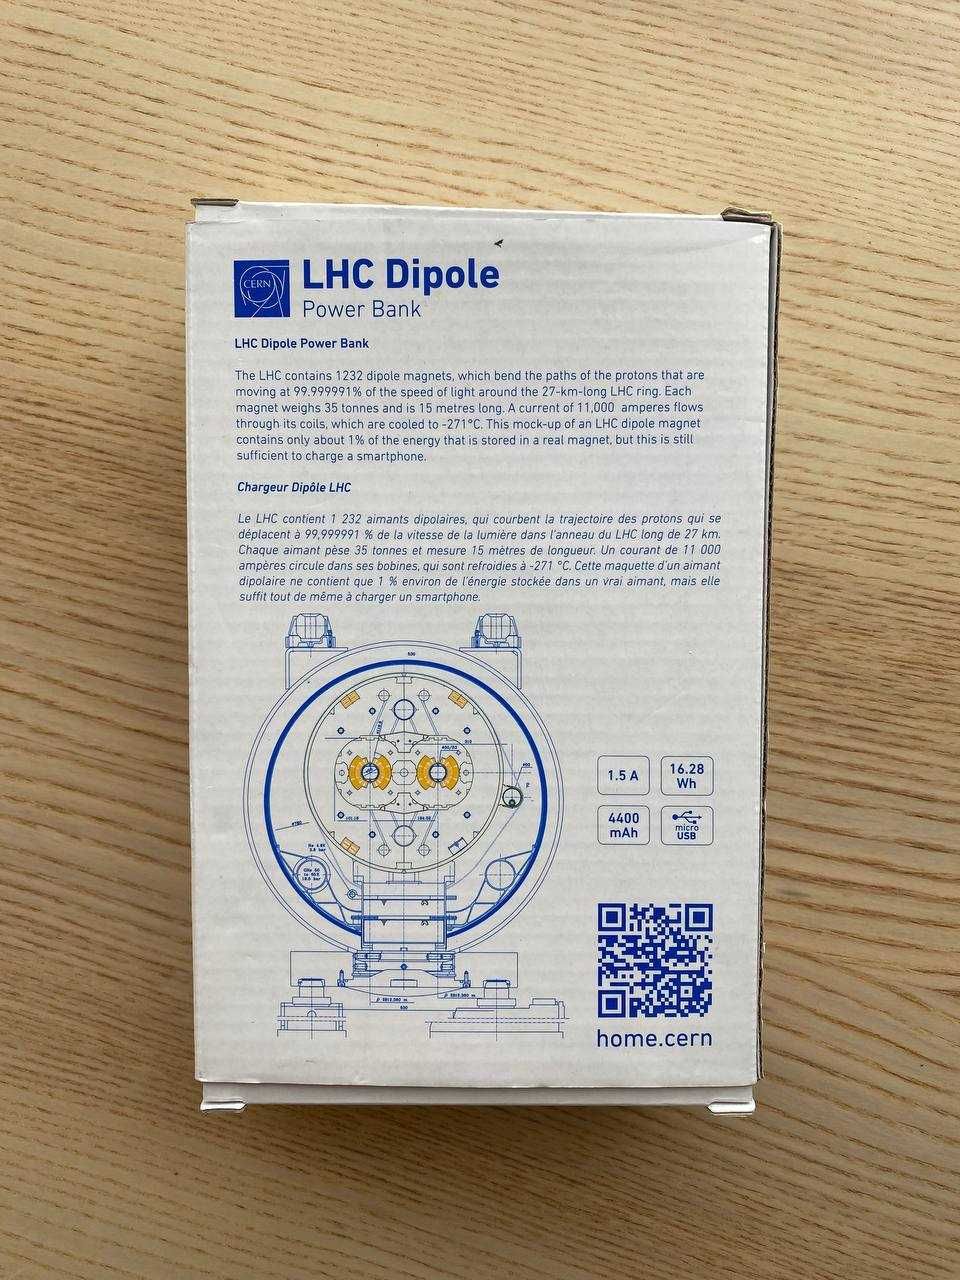 CERN
LHC Dipole
Power Bank
LHC Dipole Power Bank
The LHC contains 1232 dipole magnets, which bend the paths of the protons that are
moving at 99.999991% of the speed of light around the 27-km-long LHC ring. Each
magnet weighs 35 tonnes and is 15 metres long. A current of 11,000 amperes flows
through its coils, which are cooled to -271°C. This mock-up of an LHC dipole magnet
contains only about 1% of the energy that is stored in a real magnet, but this is still
sufficient to charge a smartphone.
Chargeur Dipôle LHC
Le LHC contient 1 232 aimants dipolaires, qui courbent la trajectoire des protons qui se
déplacent à 99,999991 % de la vitesse de la lumière dans l'anneau du LHC long de 27 km.
Chaque aimant pèse 35 tonnes et mesure 15 mètres de longueur. Un courant de 11 000
ampères circule dans ses bobines, qui sont refroidies à -271 °C. Cette maquette d'un aimant
dipolaire ne contient que 1 % environ de l'énergie stockée dans un vrai aimant, mais elle
suffit tout de même à charger un smartphone.
530
310
1.5 A
16.28
Wh
4400
mAh
micro
USB
830
home.cern